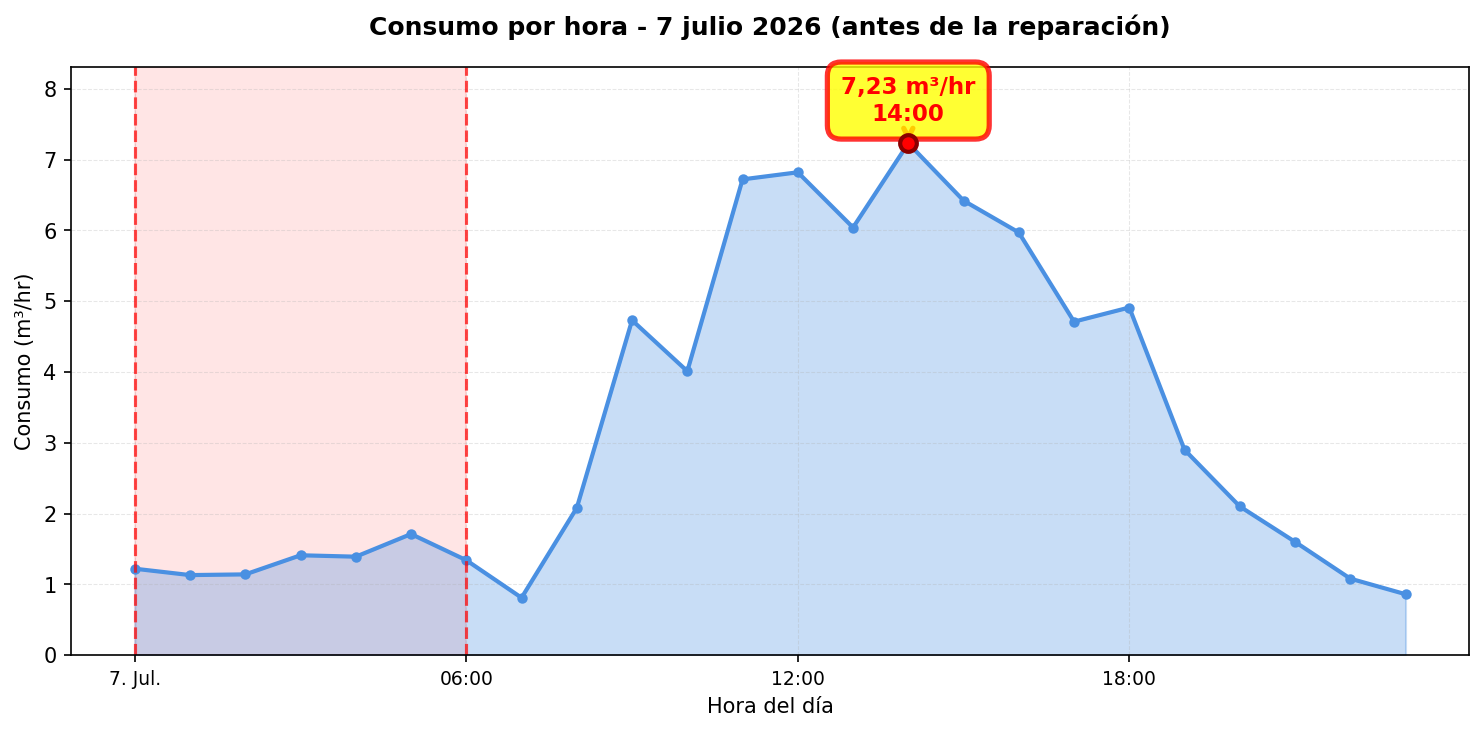 Consumo por hora - 7 julio 2026 (antes de la reparación)
7,23 m³/hr
14:00
Consumo (m³/hr)
8
7
6
5
4
3
2
1
0
7. Jul.
06:00
12:00
18:00
Hora del día